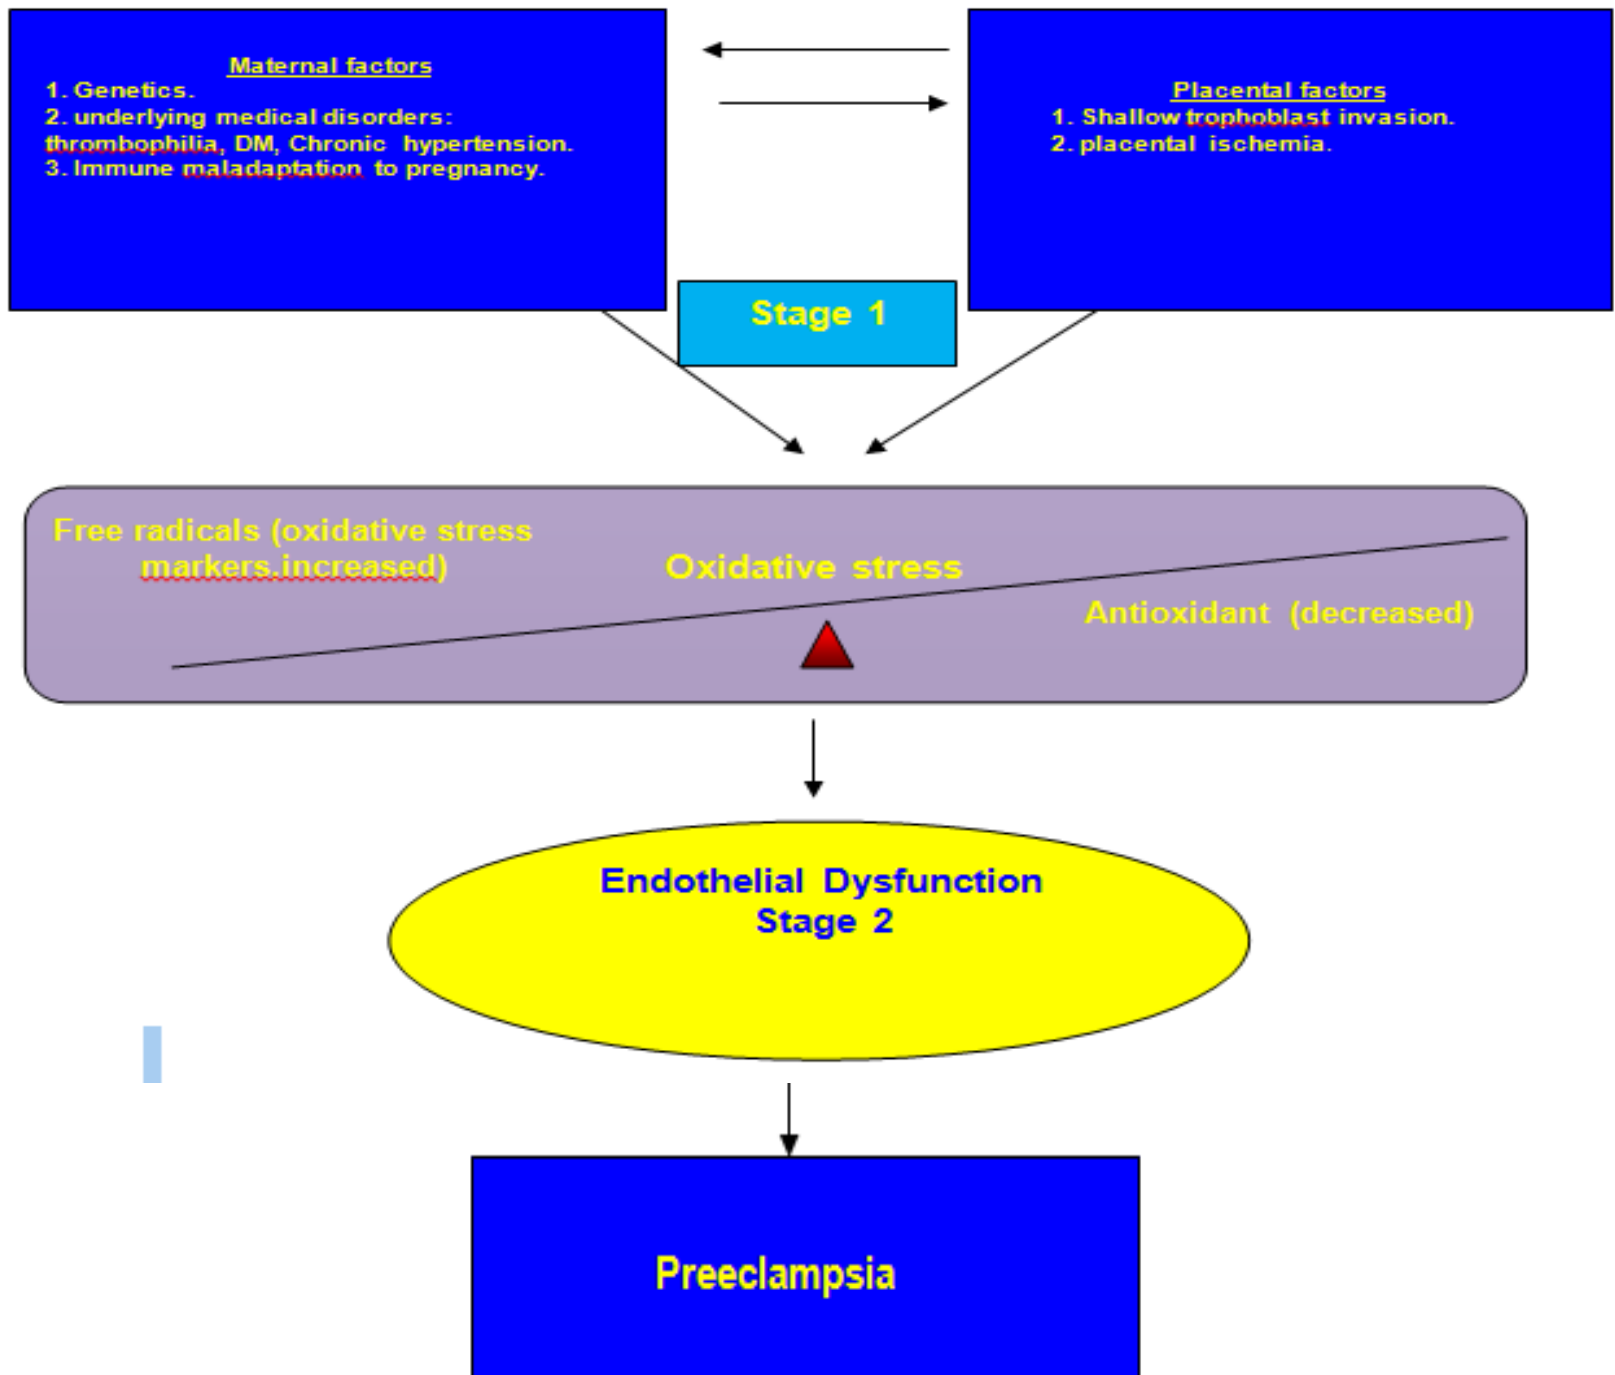 Maternal factors
1. Genetics.
2. underlying medical disorders:
thrombophilia, DM, Chronic hypertension.
3. Immune maladaptation to pregnancy.
Placental factors
1. Shallow trophoblast invasion.
2. placental ischemia.
Stage 1
Free radicals (oxidative stress
markers.increased)
Oxidative stress
Antioxidant (decreased)
Endothelial Dysfunction
Stage 2
Preeclampsia